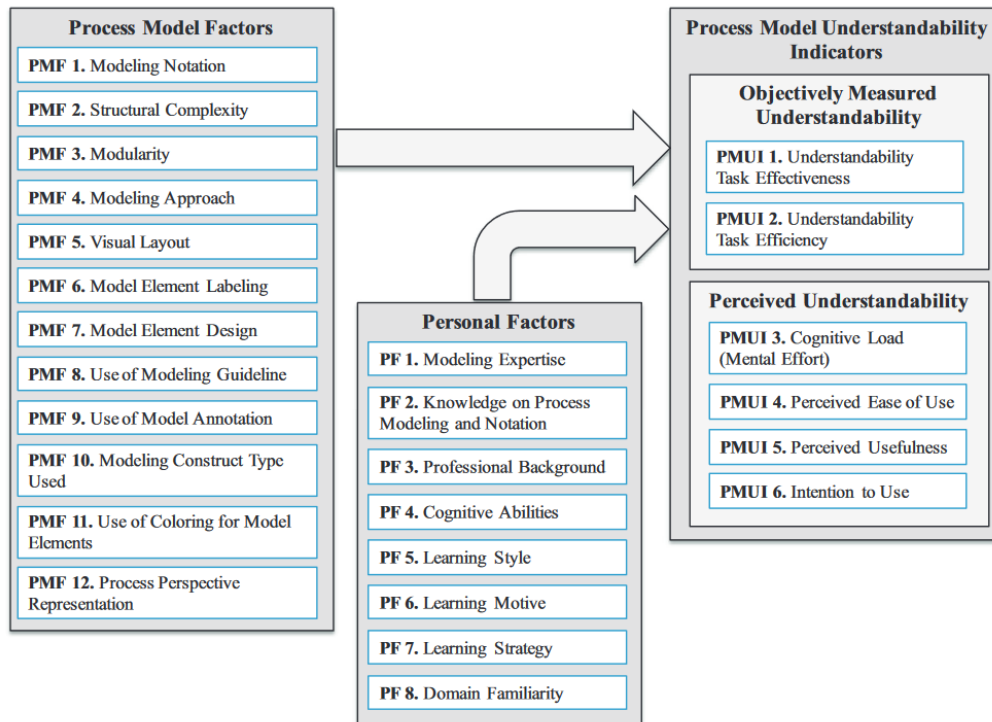 Process Model Factors
PMF 1. Modeling Notation
PMF 2. Structural Complexity
PMF 3. Modularity
PMF 4. Modeling Approach
PMF 5. Visual Layout
PMF 6. Model Element Labeling
PMF 7. Model Element Design
PMF 8. Use of Modeling Guideline
PMF 9. Use of Model Annotation
PMF 10. Modeling Construct Type
Used
PMF 11. Use of Coloring for Model
Elements
PMF 12. Process Perspective
Representation
Personal Factors
PF 1. Modeling Expertise
PF 2. Knowledge on Process
Modeling and Notation
PF 3. Professional Background
PF 4. Cognitive Abilities
PF 5. Learning Style
PF 6. Learning Motive
PF 7. Learning Strategy
PF 8. Domain Familiarity
Process Model Understandability
Indicators
Objectively Measured
Understandability
PMUI 1. Understandability
Task Effectiveness
PMUI 2. Understandability
Task Efficiency
Perceived Understandability
PMUI 3. Cognitive Load
(Mental Effort)
PMUI 4. Perceived Ease of Use
PMUI 5. Perceived Usefulness
PMUI 6. Intention to Use